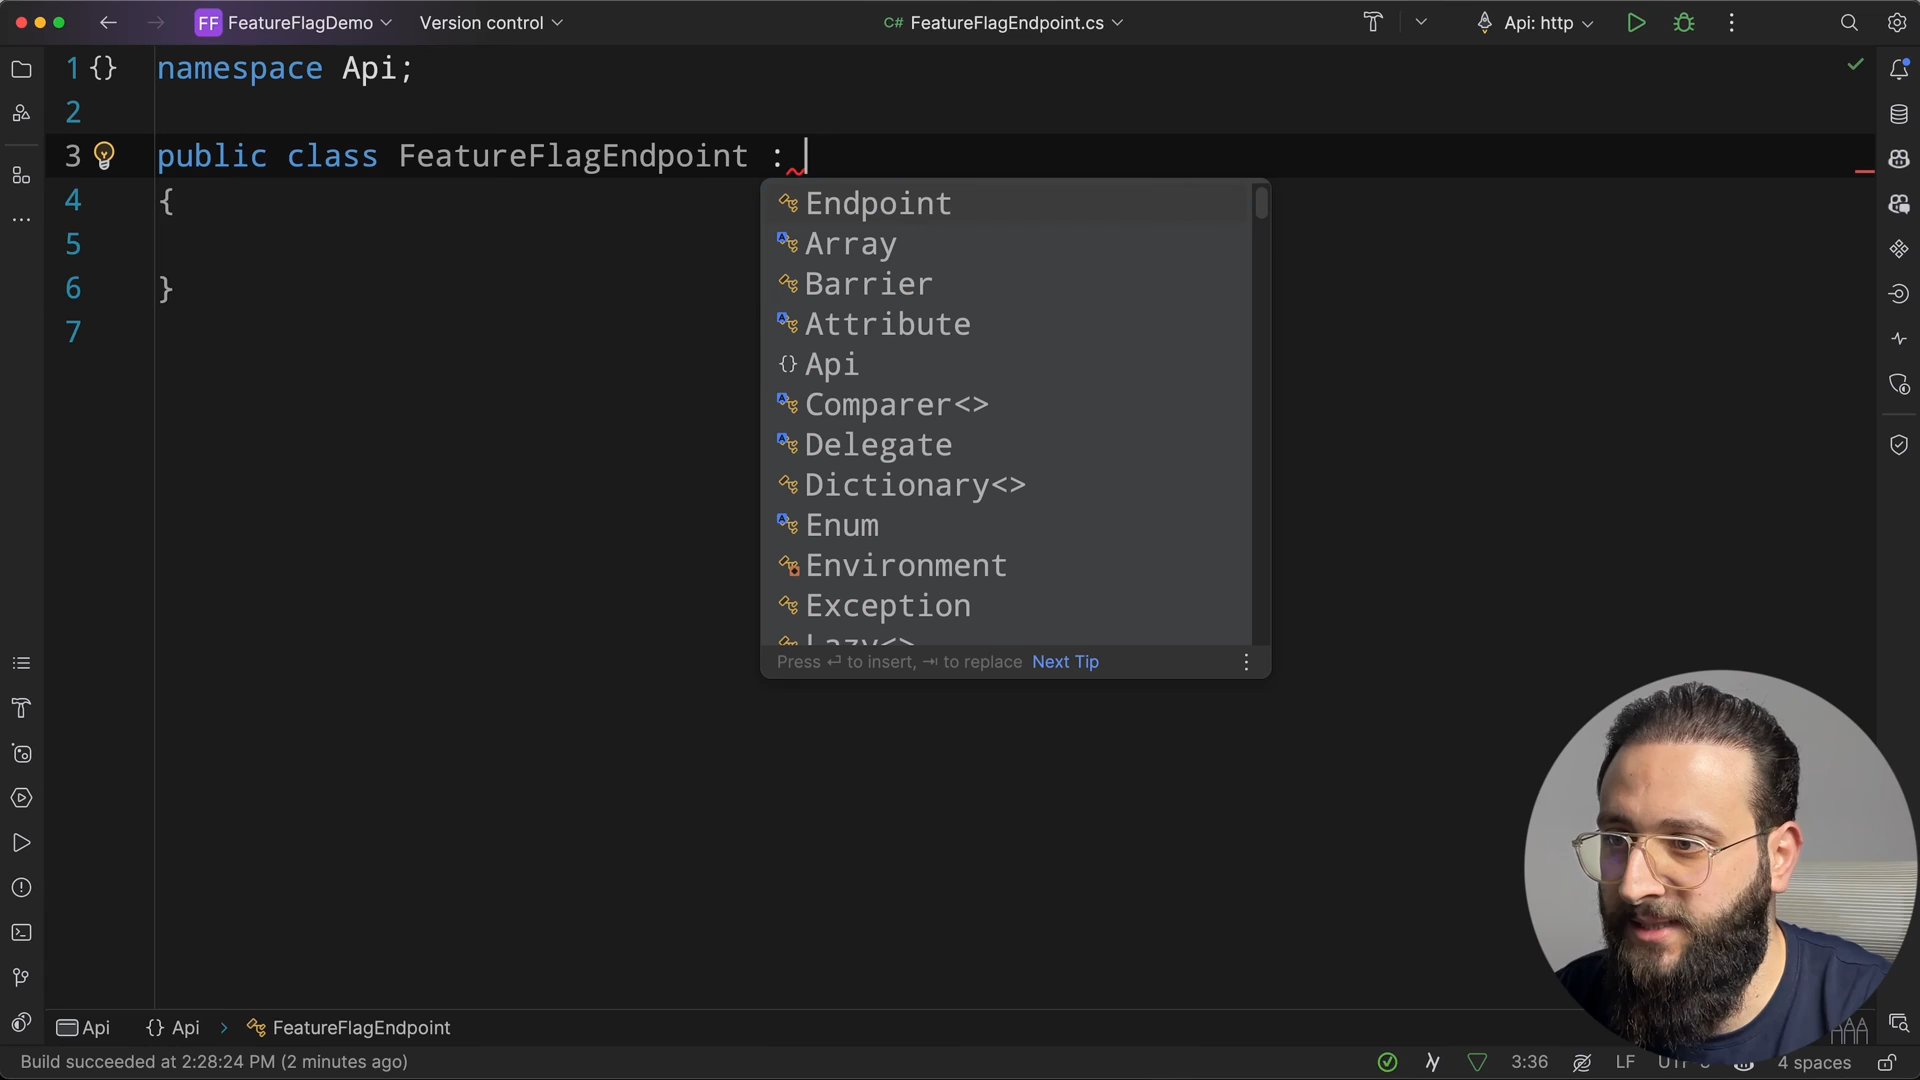 FF FeatureFlagDemo
Version control
C# FeatureFlagEndpoint.cs
Api: http
1 {} namespace Api;
2
3 public class FeatureFlagEndpoint :
4 {
5
6 }
7
Endpoint
Array
Barrier
Attribute
{} Api
Comparer<>
Delegate
Dictionary<>
Enum
Environment
Exception
Lazy<>
Press ⏎ to insert, ⇥ to replace Next Tip
Api {} Api > FeatureFlagEndpoint
Build succeeded at 2:28:24 PM (2 minutes ago)
3:36 LF 4 spaces